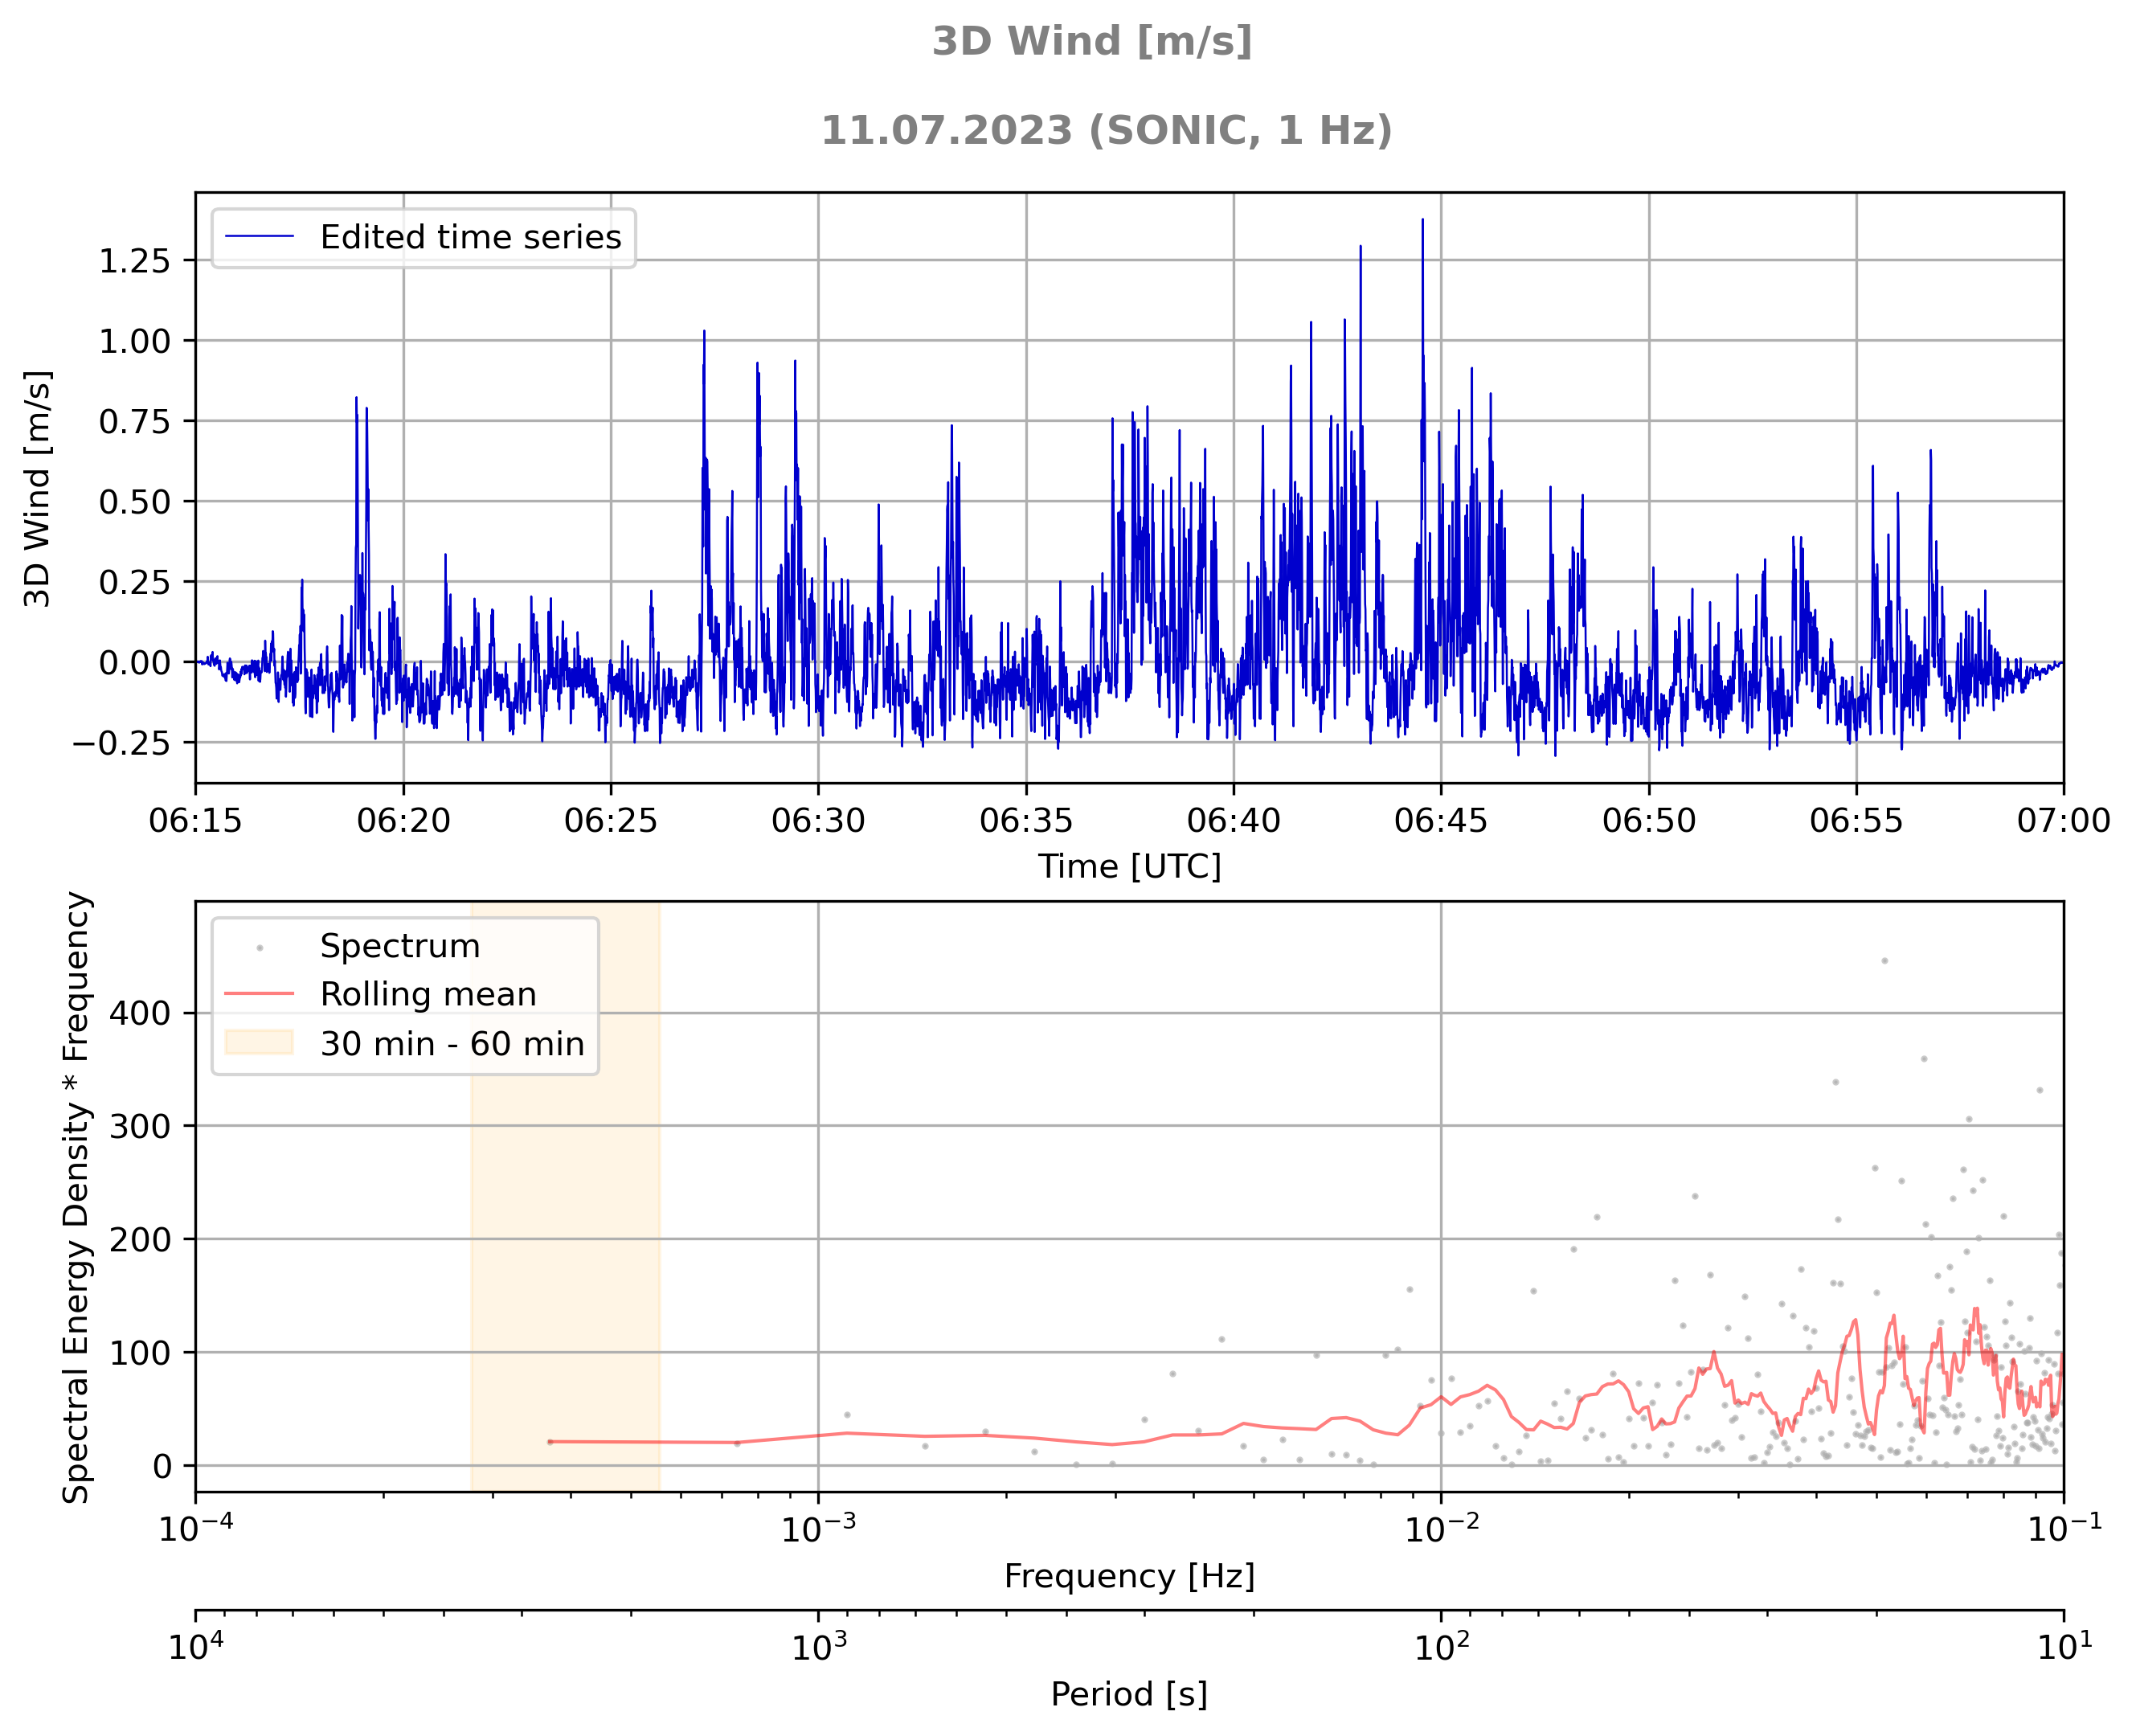 3D Wind [m/s]
11.07.2023 (SONIC, 1 Hz)
Edited time series
3D Wind [m/s]
1.25
1.00
0.75
0.50
0.25
0.00
−0.25
06:15 06:20 06:25 06:30 06:35 06:40 06:45 06:50 06:55 07:00
Time [UTC]
Spectrum
Rolling mean
30 min - 60 min
Spectral Energy Density * Frequency
400
300
200
100
0
10⁻⁴ 10⁻³ 10⁻² 10⁻¹
Frequency [Hz]
10⁴ 10³ 10² 10¹
Period [s]